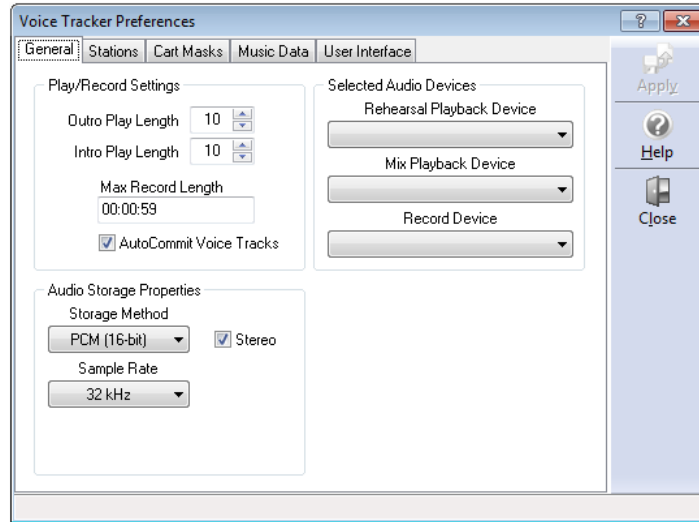 Voice Tracker Preferences
?
General Stations Cart Masks Music Data User Interface
Play/Record Settings
Outro Play Length 10
Intro Play Length 10
Max Record Length
00:00:59
AutoCommit Voice Tracks
Selected Audio Devices
Rehearsal Playback Device
Mix Playback Device
Record Device
Audio Storage Properties
Storage Method
PCM (16-bit)
Stereo
Sample Rate
32 kHz
Apply
?
Help
Close